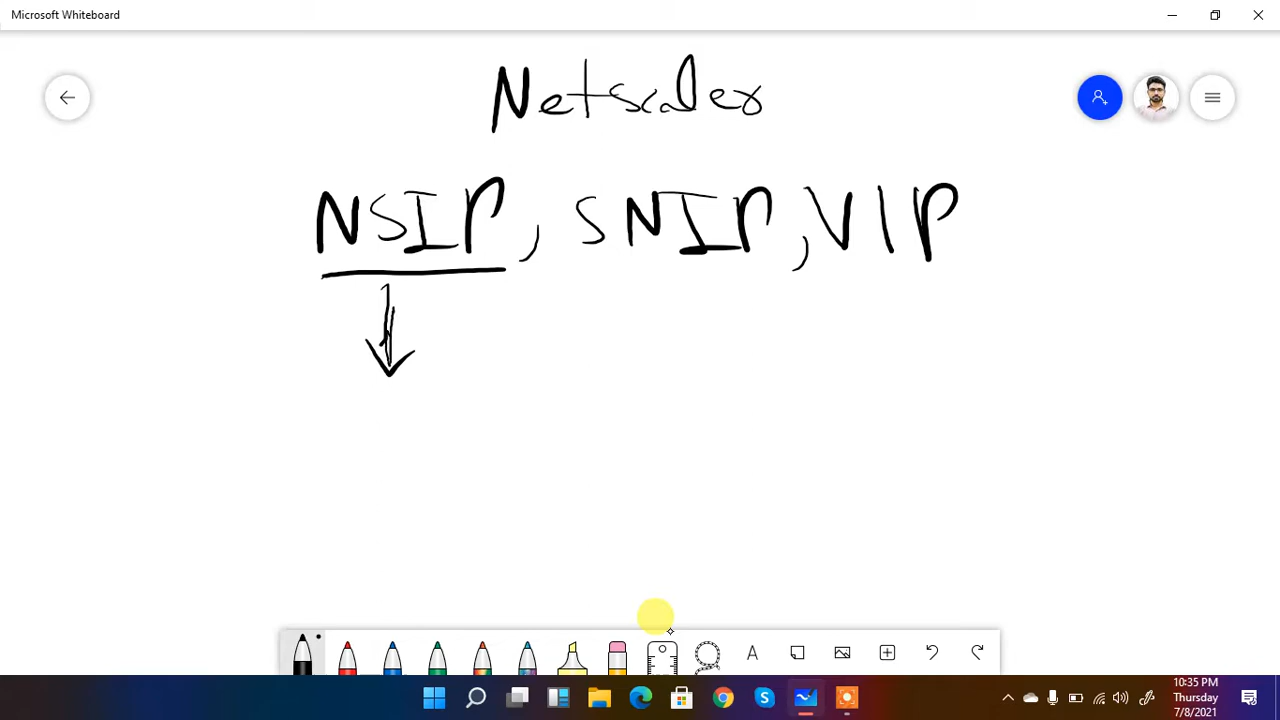 Microsoft Whiteboard
Netscaler
NSIP, SNIP, VIP
A
10:35 PM
Thursday
7/8/2021